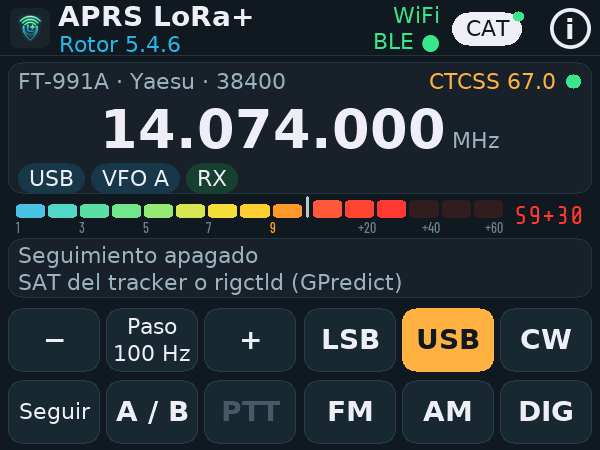 APRS LoRa+
Rotor 5.4.6
WiFi
BLE
CAT
i
FT-991A · Yaesu · 38400
CTCSS 67.0
14.074.000 MHz
USB VFO A RX
1 3 5 7 9 +20 +40 +60
S9+30
Seguimiento apagado
SAT del tracker o rigctld (GPredict)
− Paso 100 Hz + LSB USB CW
Seguir A / B PTT FM AM DIG